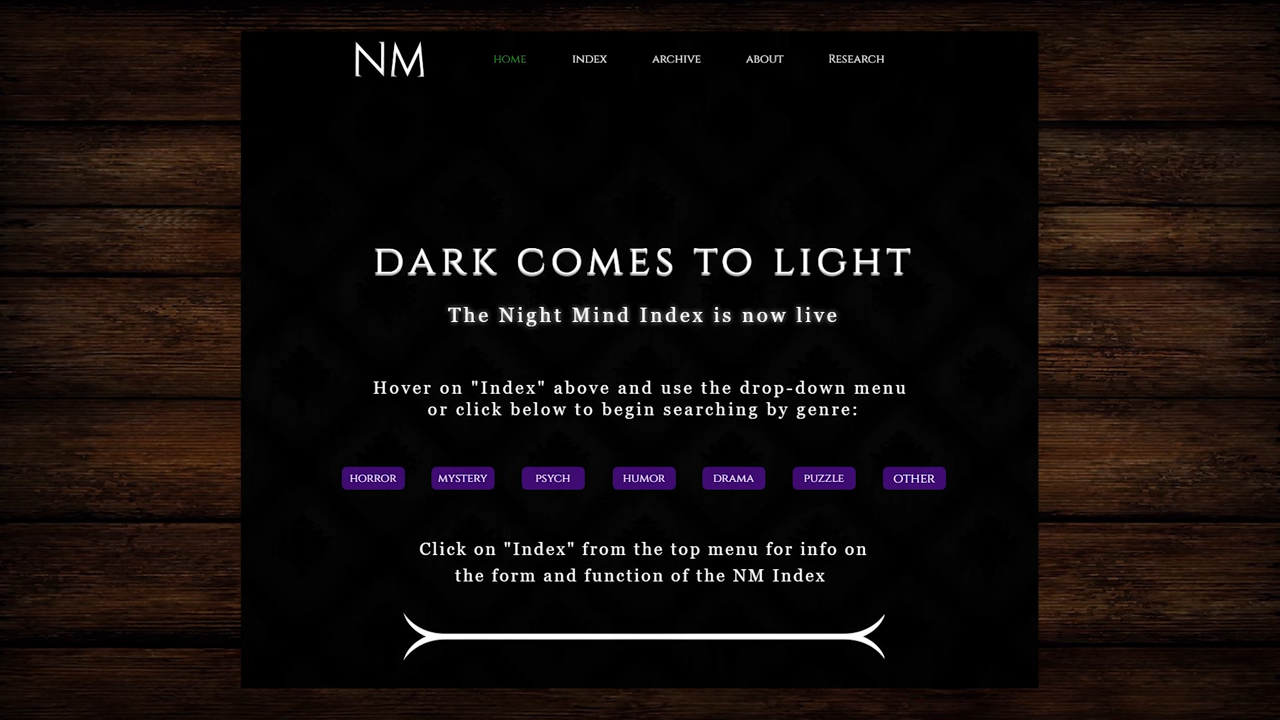 NM
HOME INDEX ARCHIVE ABOUT RESEARCH
DARK COMES TO LIGHT
The Night Mind Index is now live
Hover on "Index" above and use the drop-down menu
or click below to begin searching by genre:
HORROR MYSTERY PSYCH HUMOR DRAMA PUZZLE OTHER
Click on "Index" from the top menu for info on
the form and function of the NM Index